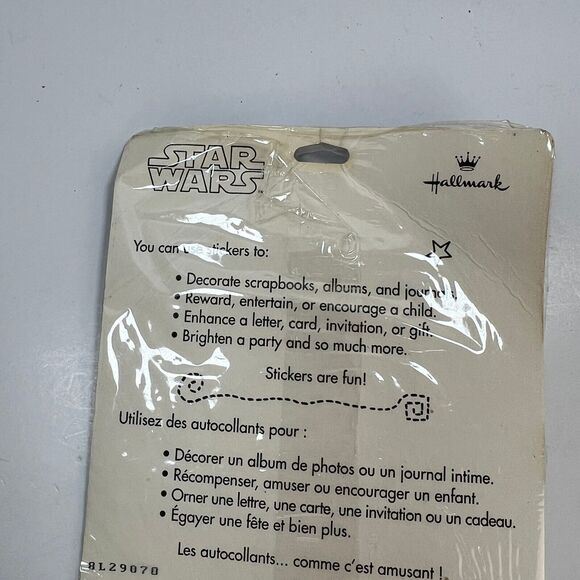 STAR WARS
Hallmark
You can use stickers to:
• Decorate scrapbooks, albums, and journals.
• Reward, entertain, or encourage a child.
• Enhance a letter, card, invitation, or gift.
• Brighten a party and so much more.
Stickers are fun!
Utilisez des autocollants pour :
• Décorer un album de photos ou un journal intime.
• Récompenser, amuser ou encourager un enfant.
• Orner une lettre, une carte, une invitation ou un cadeau.
• Égayer une fête et bien plus.
Les autocollants... comme c'est amusant !
8L29070